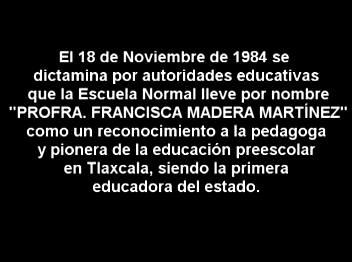 El 18 de Noviembre de 1984 se
dictamina por autoridades educativas
que la Escuela Normal lleve por nombre
"PROFRA. FRANCISCA MADERA MARTÍNEZ"
como un reconocimiento a la pedagoga
y pionera de la educación preescolar
en Tlaxcala, siendo la primera
educadora del estado.